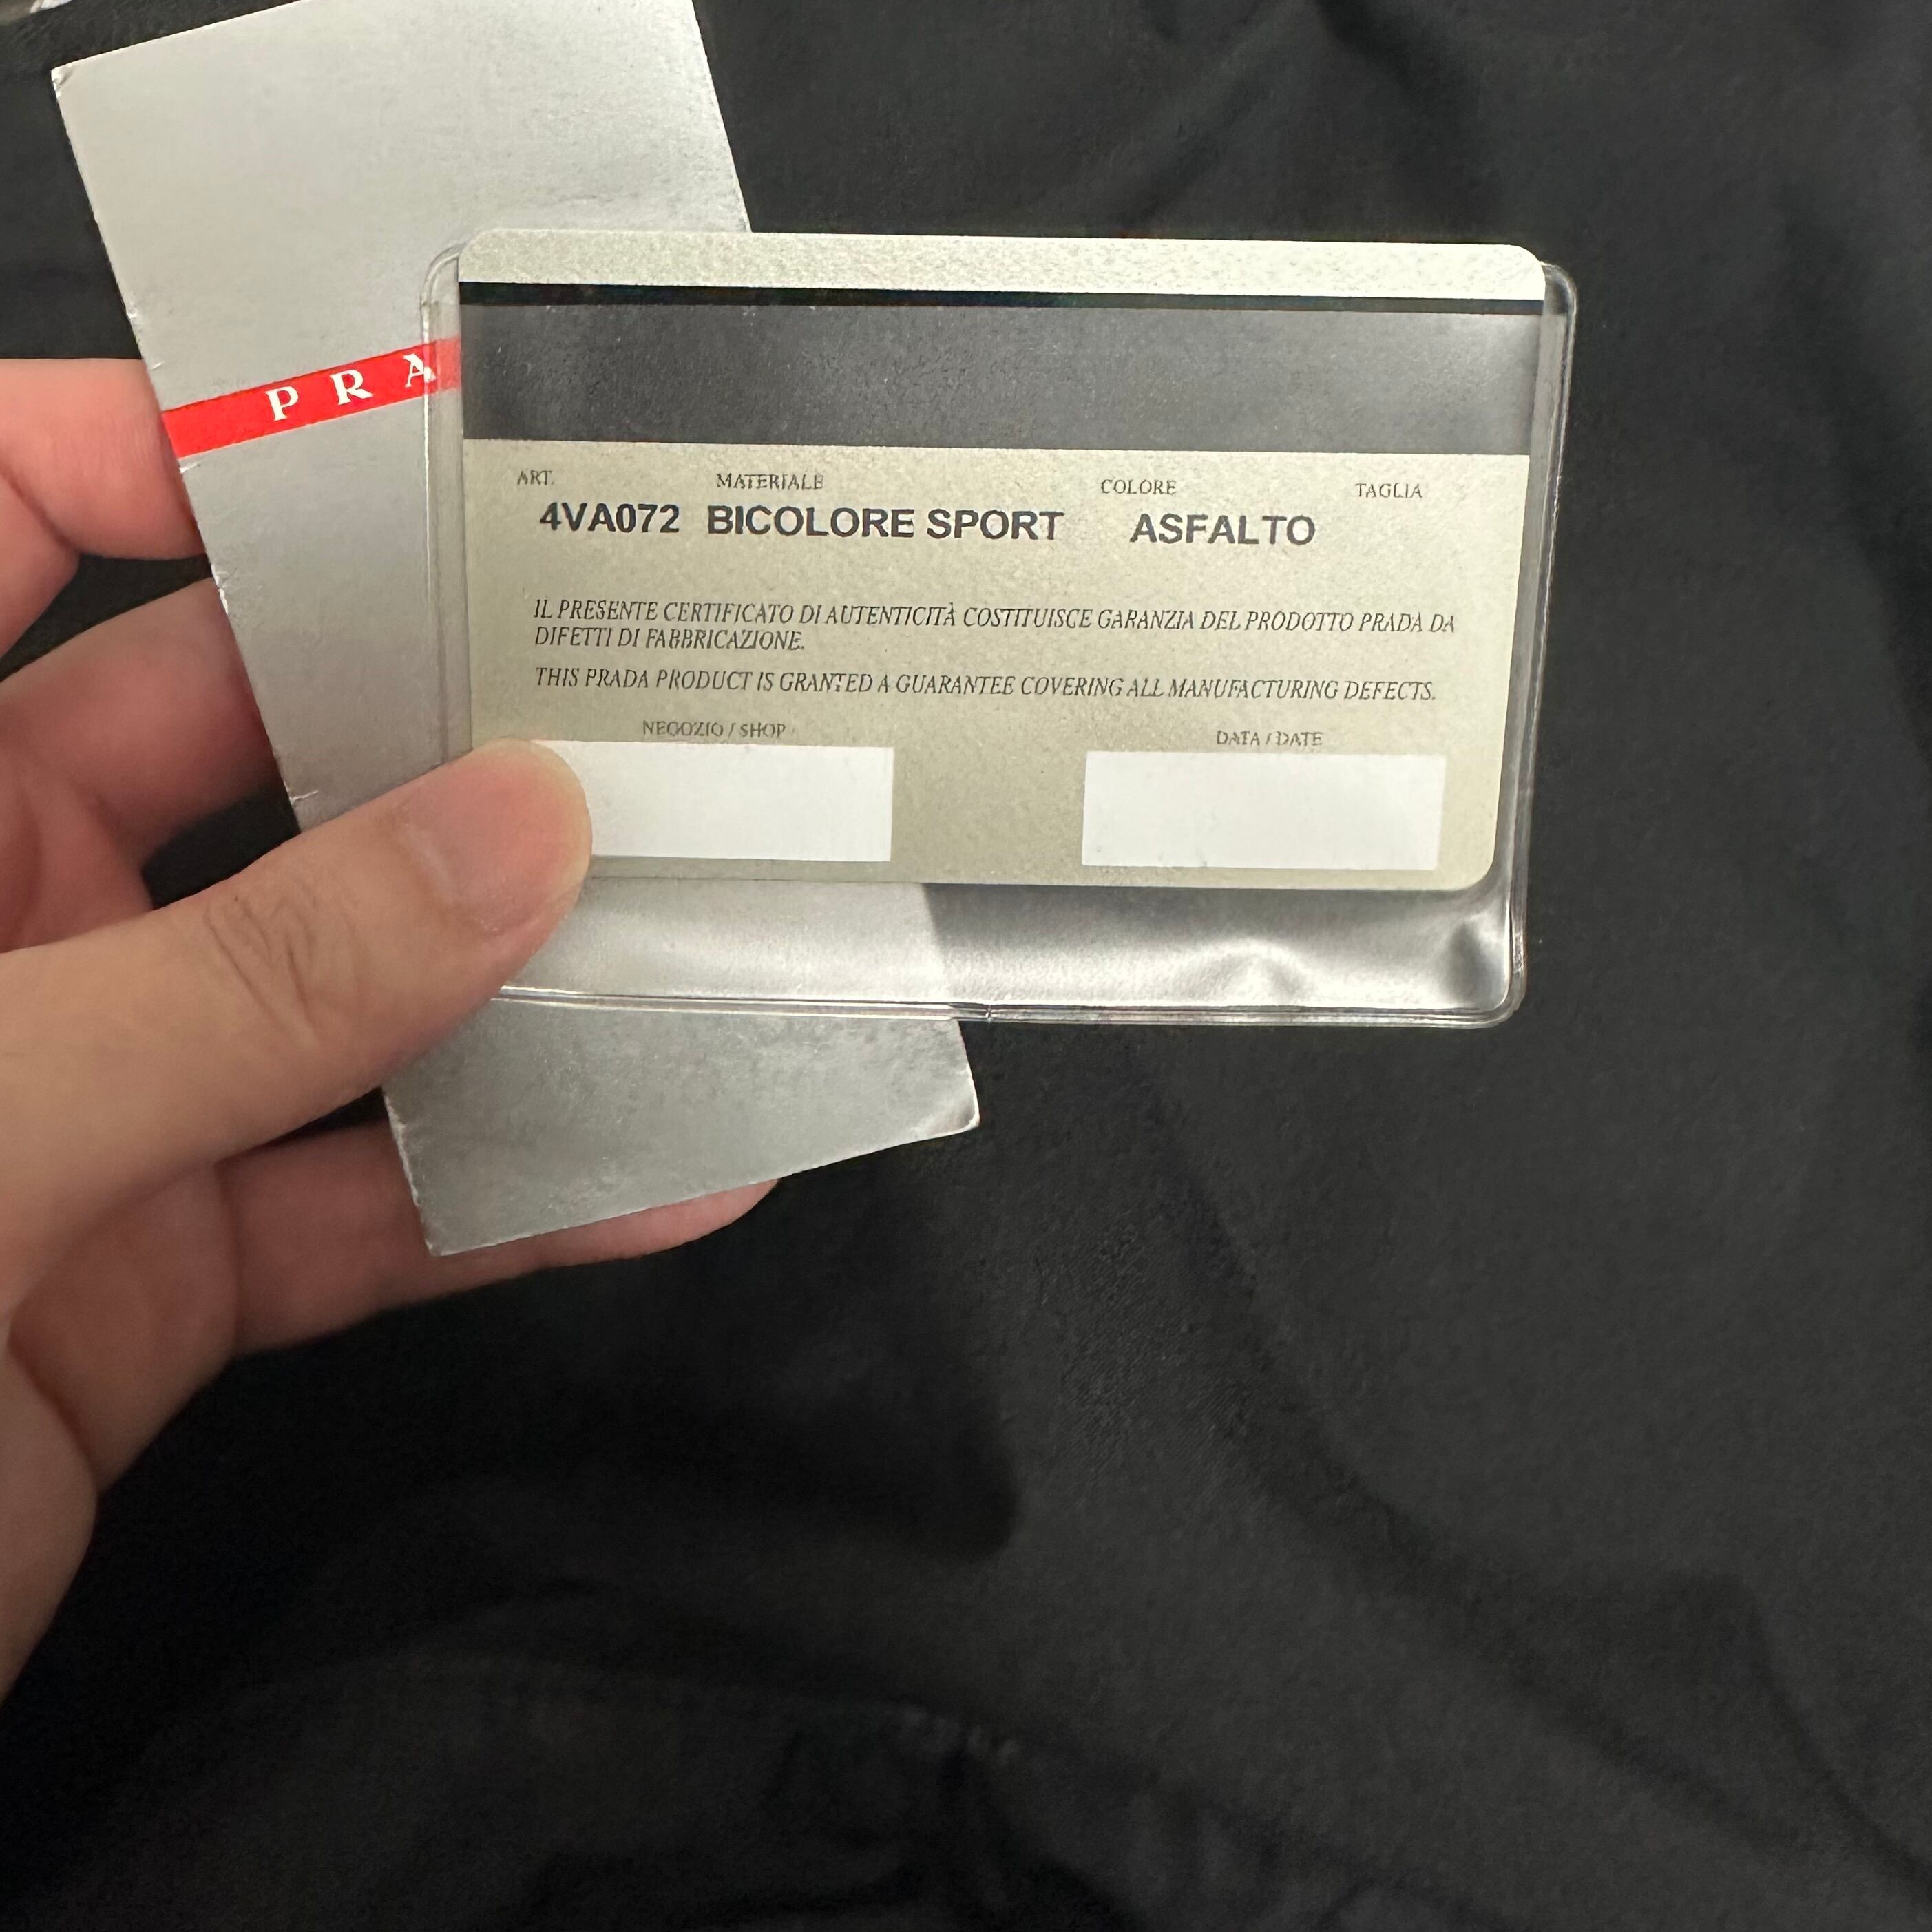 PRA
ART. MATERIALE COLORE TAGLIA
4VA072 BICOLORE SPORT ASFALTO
IL PRESENTE CERTIFICATO DI AUTENTICITÀ COSTITUISCE GARANZIA DEL PRODOTTO PRADA DA
DIFETTI DI FABBRICAZIONE.
THIS PRADA PRODUCT IS GRANTED A GUARANTEE COVERING ALL MANUFACTURING DEFECTS.
NEGOZIO / SHOP DATA / DATE